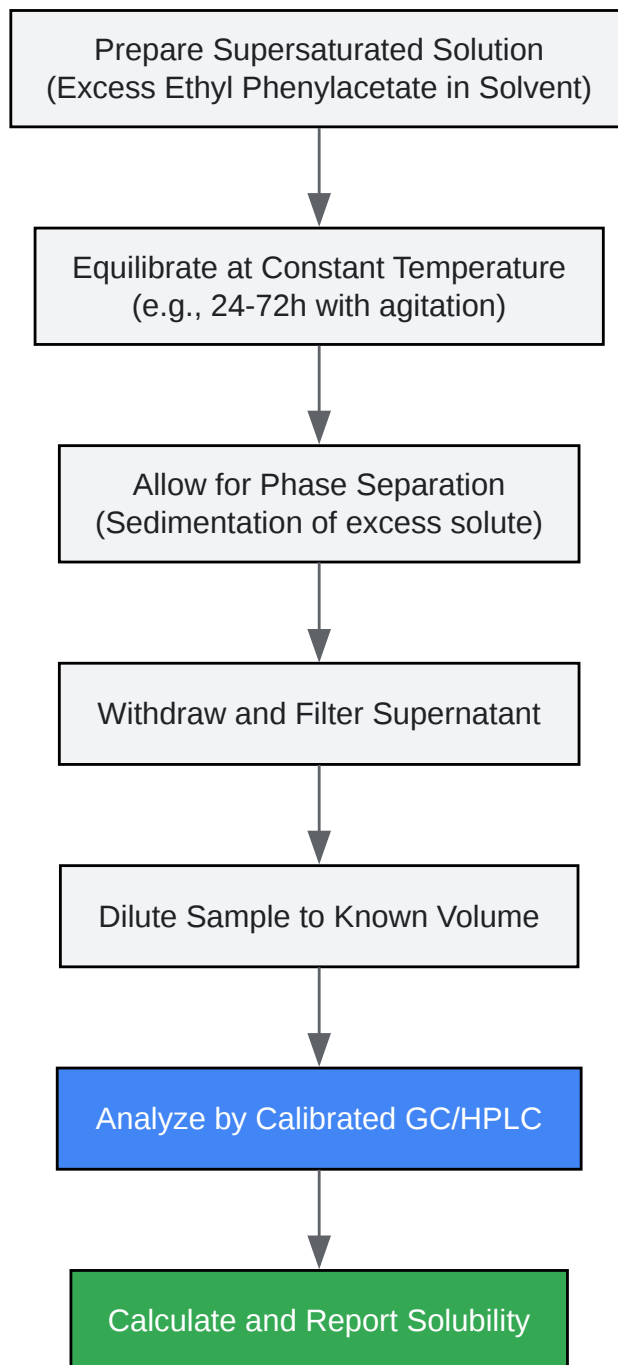 Prepare Supersaturated Solution
(Excess Ethyl Phenylacetate in Solvent)
Equilibrate at Constant Temperature
(e.g., 24-72h with agitation)
Allow for Phase Separation
(Sedimentation of excess solute)
Withdraw and Filter Supernatant
Dilute Sample to Known Volume
Analyze by Calibrated GC/HPLC
Calculate and Report Solubility